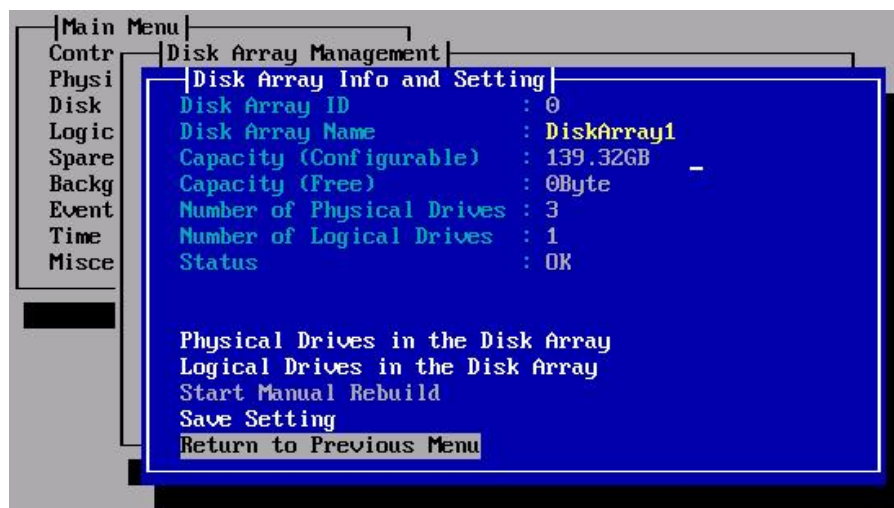 Main Menu
Contr
Disk Array Management
Physi
Disk Array Info and Setting
Disk
Disk Array ID : 0
Logic
Disk Array Name : DiskArray1
Spare
Capacity (Configurable) : 139.32GB
Backg
Capacity (Free) : 0Byte
Event
Number of Physical Drives : 3
Time
Number of Logical Drives : 1
Misce
Status : OK
Physical Drives in the Disk Array
Logical Drives in the Disk Array
Start Manual Rebuild
Save Setting
Return to Previous Menu